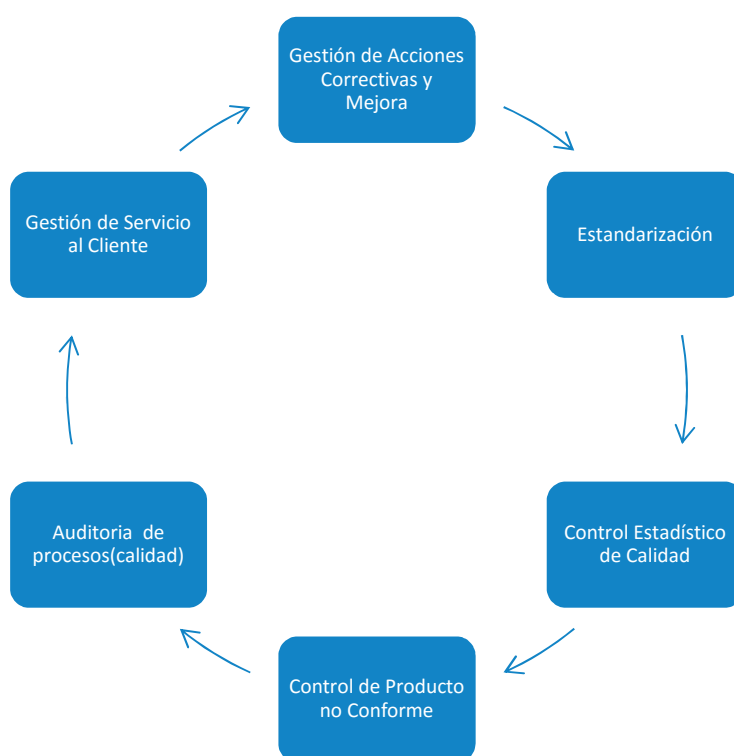 Gestión de Acciones
Correctivas y
Mejora
Estandarización
Control Estadístico
de Calidad
Control de Producto
no Conforme
Auditoria  de
procesos(calidad)
Gestión de Servicio
al Cliente